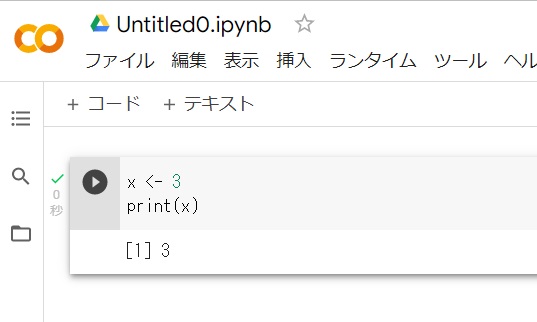 Untitled0.ipynb
ファイル 編集 表示 挿入 ランタイム ツール ヘル
+ コード + テキスト
x <- 3
print(x)
0
秒
[1] 3